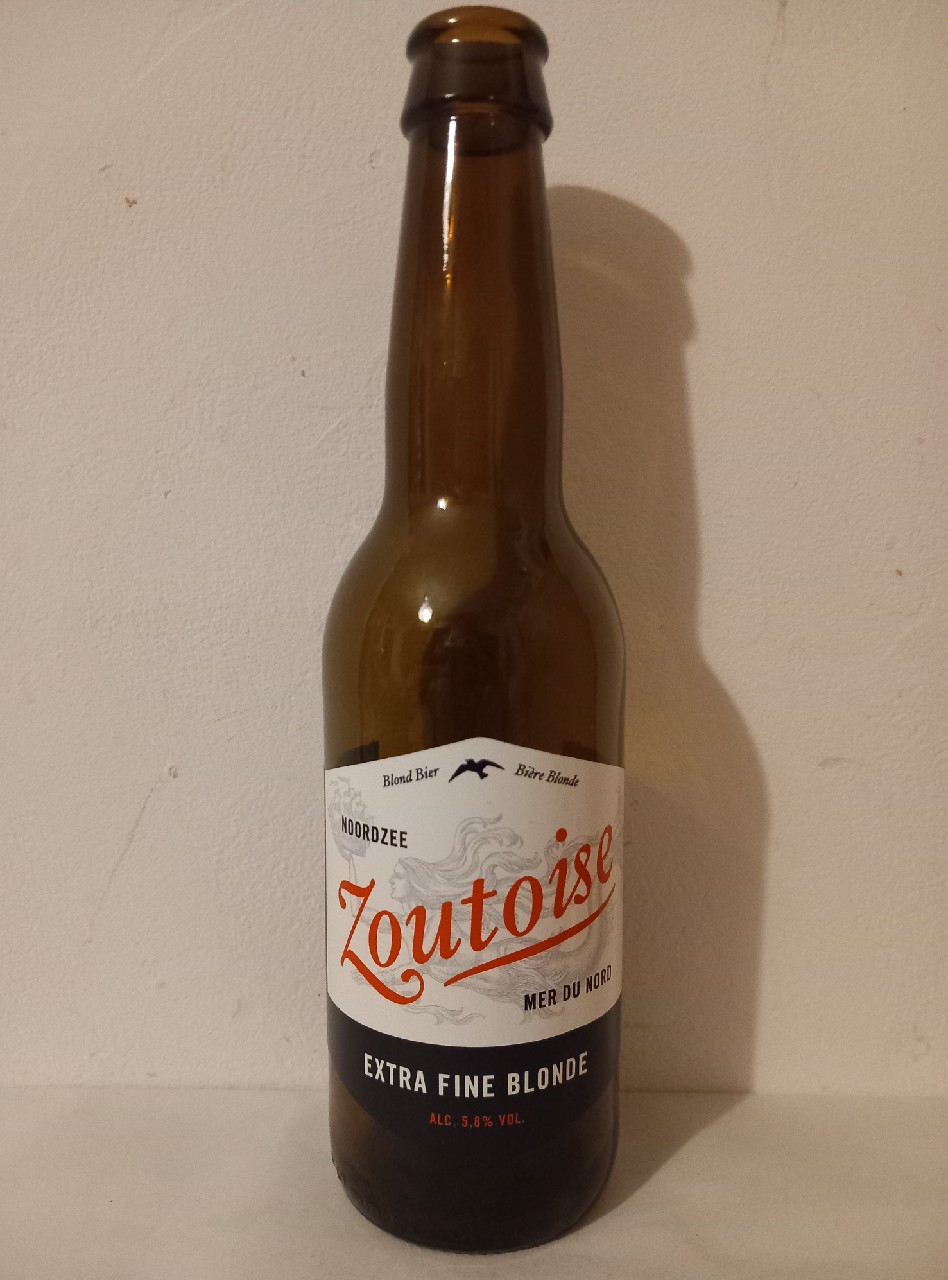 Blond Bier Bière Blonde
NOORDZEE
Zoutoise
MER DU NORD
EXTRA FINE BLONDE
ALC. 5,8% VOL.